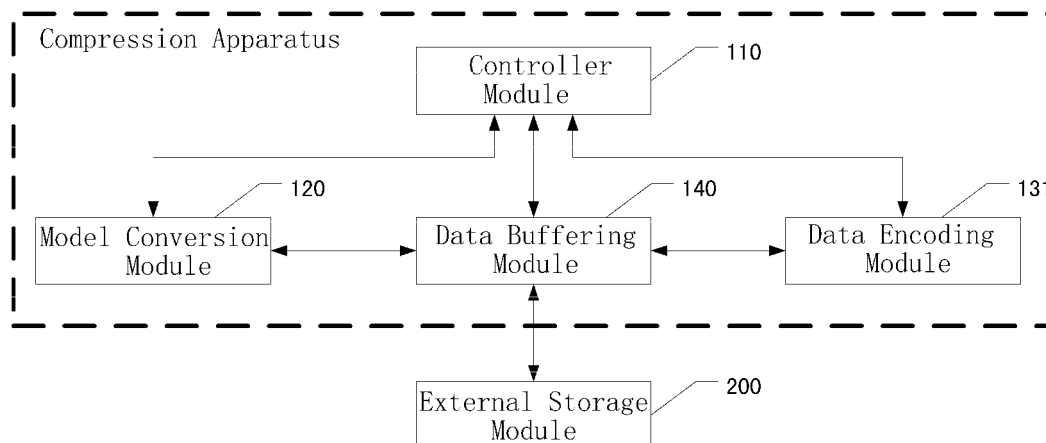 Compression Apparatus
Controller
Module
110
120
140
131
Model Conversion
Module
Data Buffering
Module
Data Encoding
Module
External Storage
Module
200